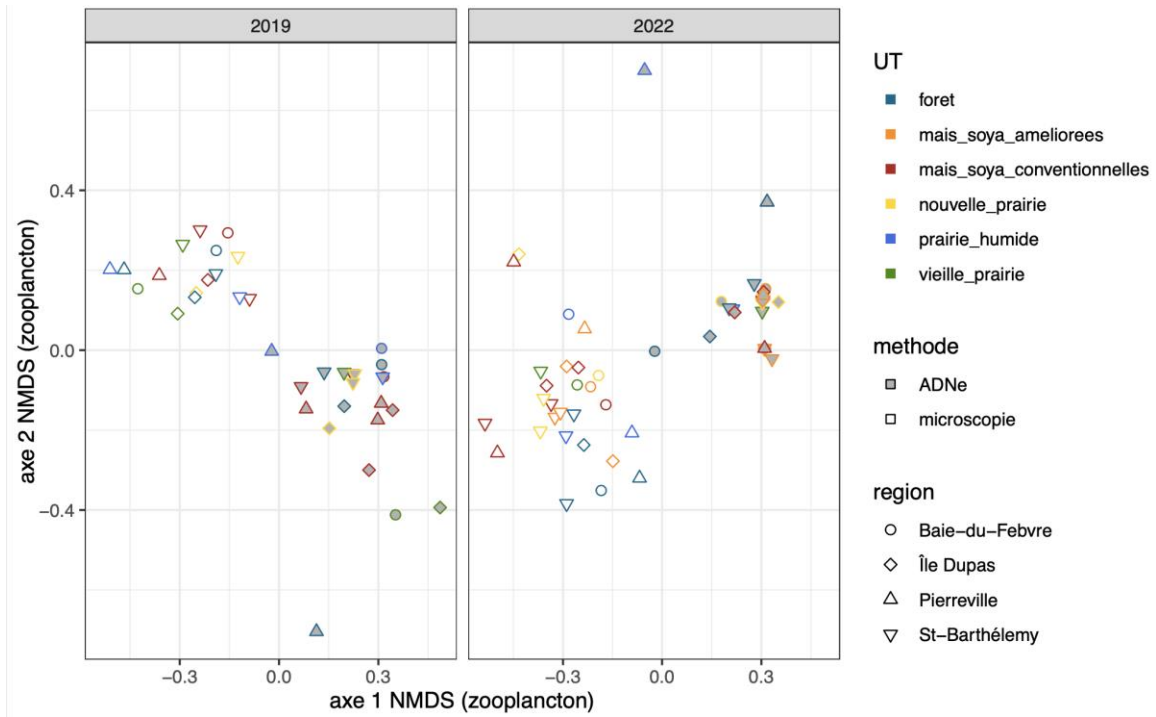 2019
2022
UT
foret
mais_soya_ameliorees
mais_soya_conventionnelles
nouvelle_prairie
prairie_humide
vieille_prairie
methode
ADNe
microscopie
region
Baie-du-Febvre
Île Dupas
Pierreville
St-Barthélemy
axe 2 NMDS (zooplancton)
0.4
0.0
−0.4
−0.3
0.0
0.3
−0.3
0.0
0.3
axe 1 NMDS (zooplancton)